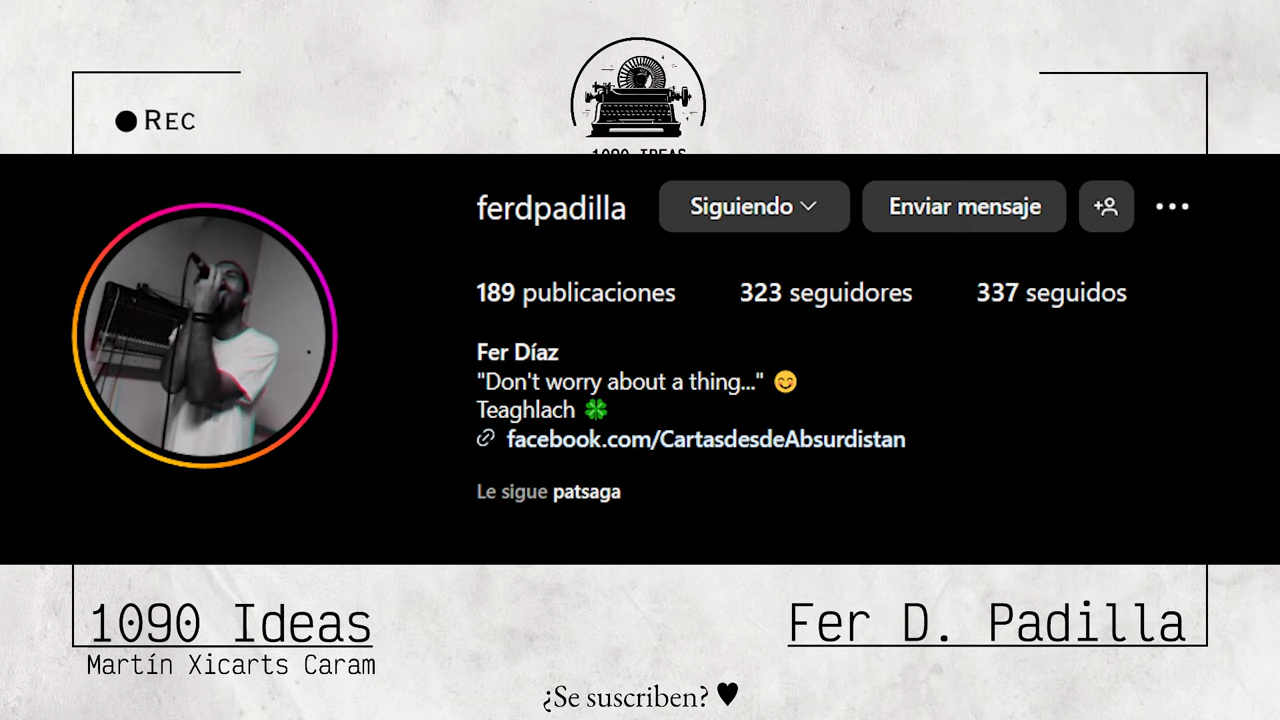 Rec
1090 IDEAS
ferdpadilla Siguiendo Enviar mensaje
189 publicaciones 323 seguidores 337 seguidos
Fer Díaz
"Don't worry about a thing..." 😊
Teaghlach 🍀
facebook.com/CartasdesdeAbsurdistan
Le sigue patsaga
1090 Ideas
Martín Xicarts Caram
Fer D. Padilla
¿Se suscriben? ♥